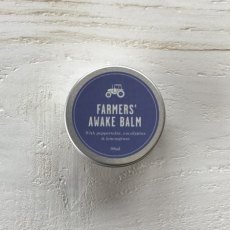 FARMERS'
AWAKE BALM
With peppermint, eucalyptus
& lemongrass